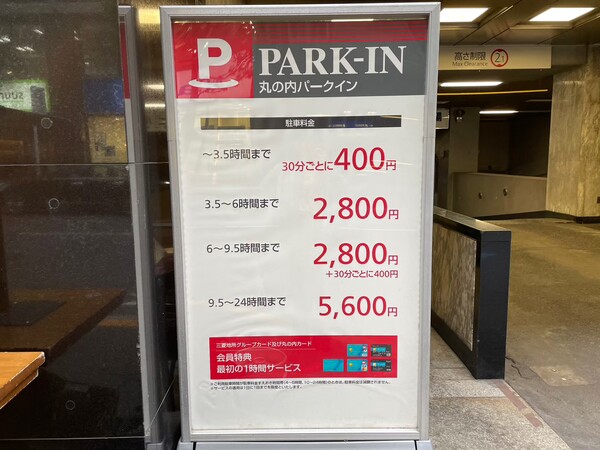 P
PARK-IN
丸の内パークイン
高さ制限 2.1
Max Clearance
駐車料金
～3.5時間まで 30分ごとに400円
3.5～6時間まで 2,800円
6～9.5時間まで 2,800円
+30分ごとに400円
9.5～24時間まで 5,600円
三菱地所グループカード及び丸の内カード
会員特典
最初の1時間サービス